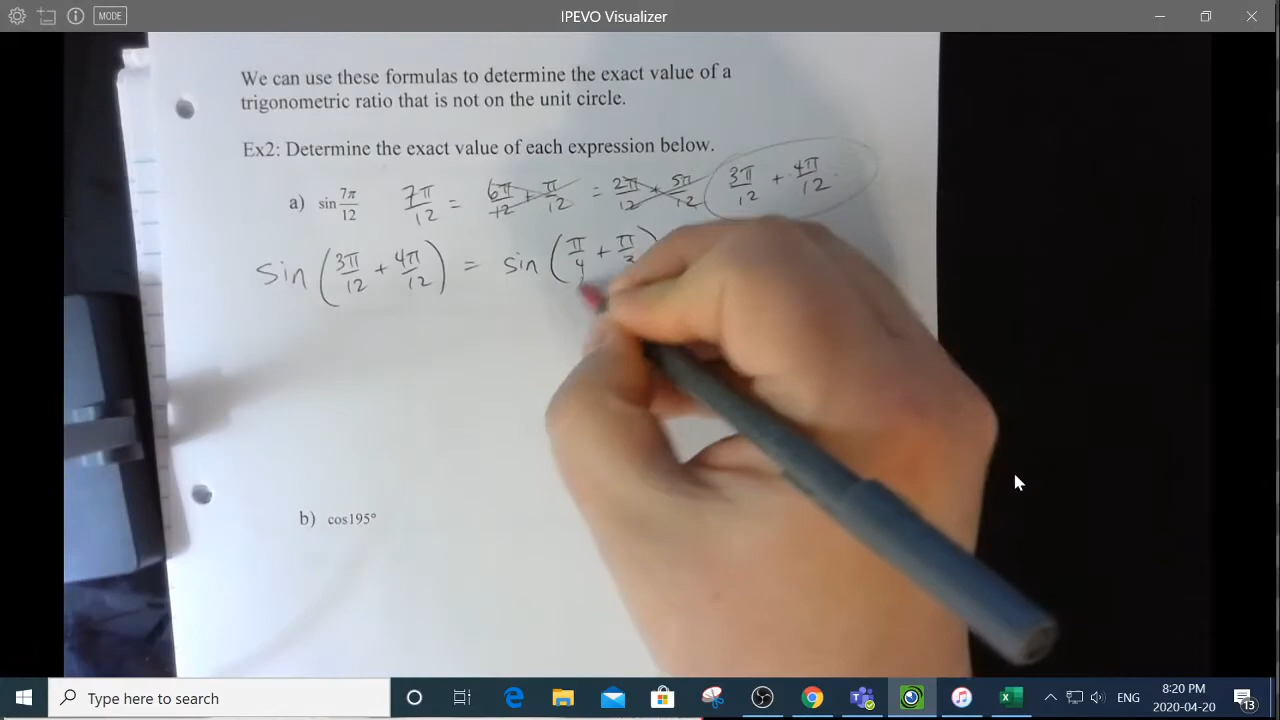 MODE
IPEVO Visualizer
We can use these formulas to determine the exact value of a
trigonometric ratio that is not on the unit circle.
Ex2: Determine the exact value of each expression below.
a) sin 7π/12 7π/12 = 6π/12 + π/12 = 2π/12 + 5π/12 3π/12 + 4π/12
sin (3π/12 + 4π/12) = sin (π/4 + π/3)
b) cos195°
Type here to search
ENG
8:20 PM
2020-04-20
13